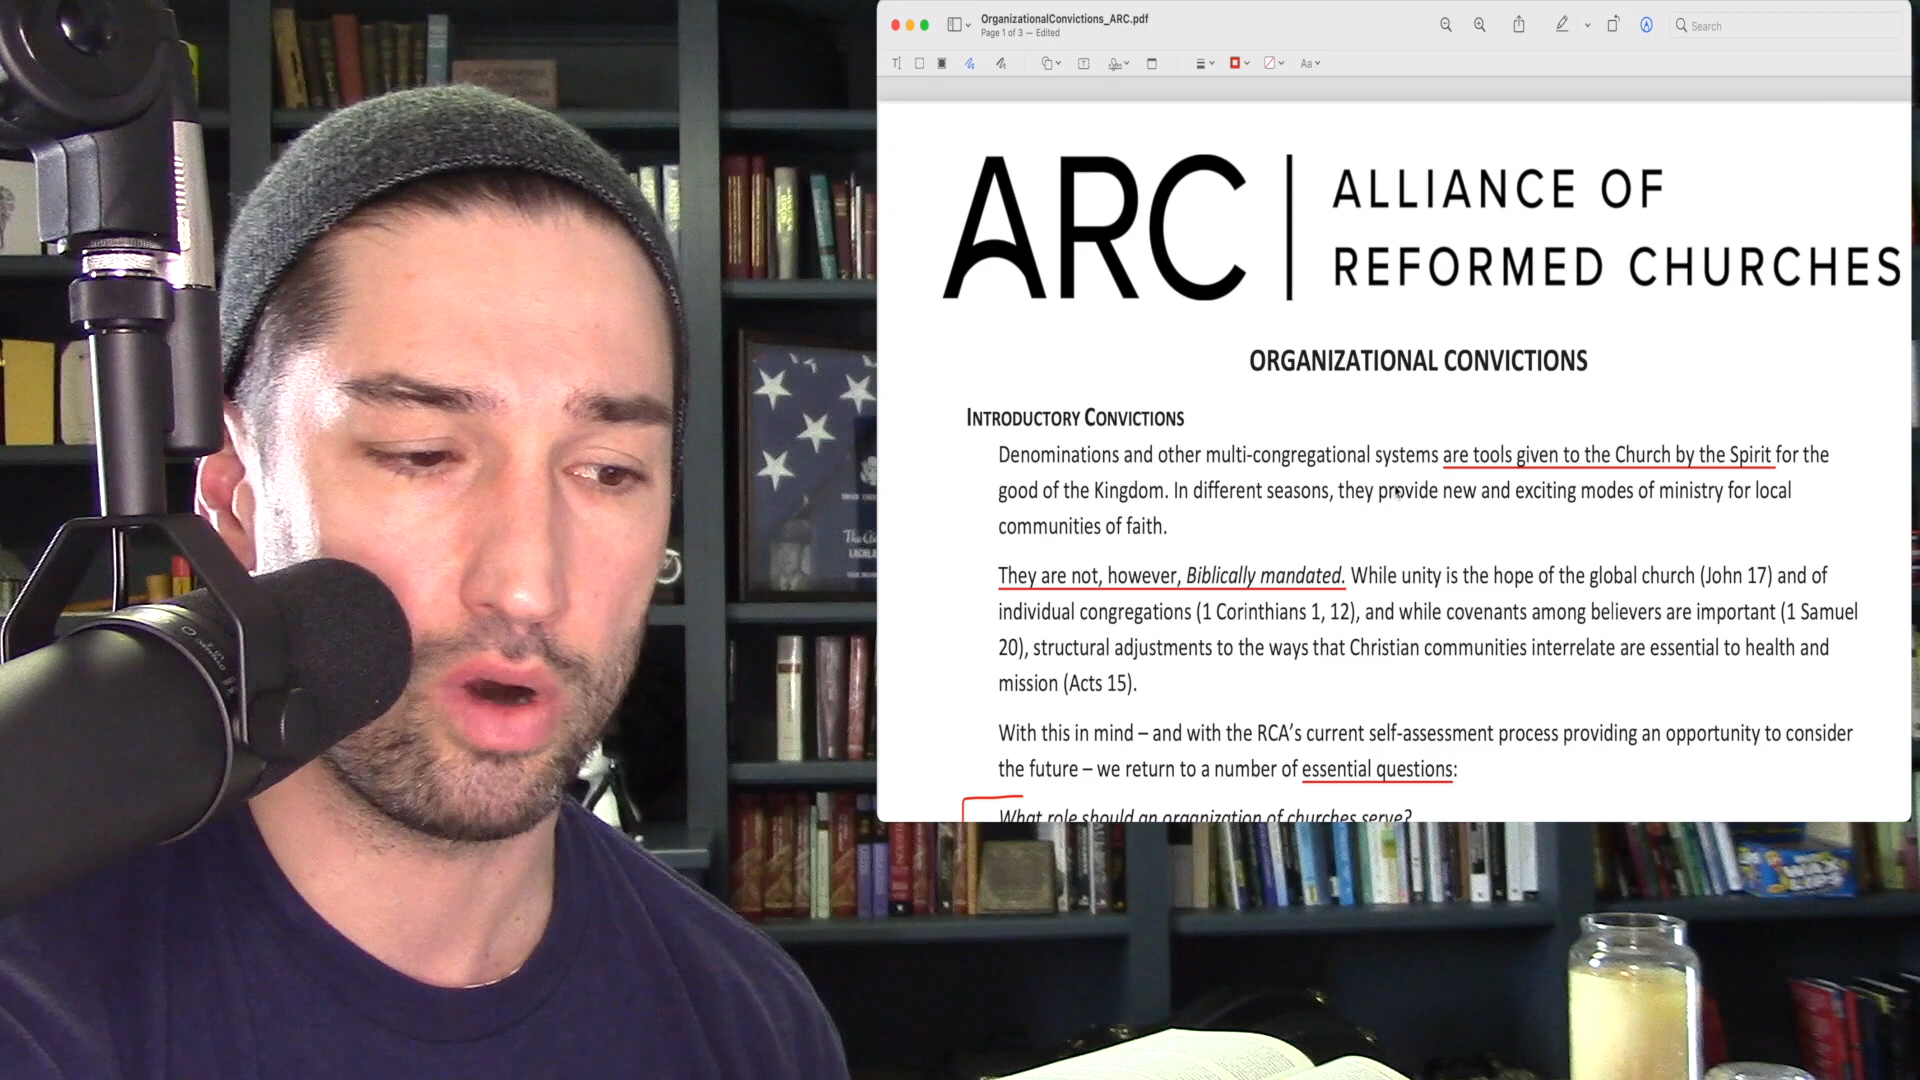 OrganizationalConvictions_ARC.pdf
Page 1 of 3 — Edited
Search
Aa
ARC
ALLIANCE OF
REFORMED CHURCHES
ORGANIZATIONAL CONVICTIONS
INTRODUCTORY CONVICTIONS
Denominations and other multi-congregational systems are tools given to the Church by the Spirit for the
good of the Kingdom. In different seasons, they provide new and exciting modes of ministry for local
communities of faith.
They are not, however, Biblically mandated. While unity is the hope of the global church (John 17) and of
individual congregations (1 Corinthians 1, 12), and while covenants among believers are important (1 Samuel
20), structural adjustments to the ways that Christian communities interrelate are essential to health and
mission (Acts 15).
With this in mind – and with the RCA's current self-assessment process providing an opportunity to consider
the future – we return to a number of essential questions:
What role should an organization of churches serve?